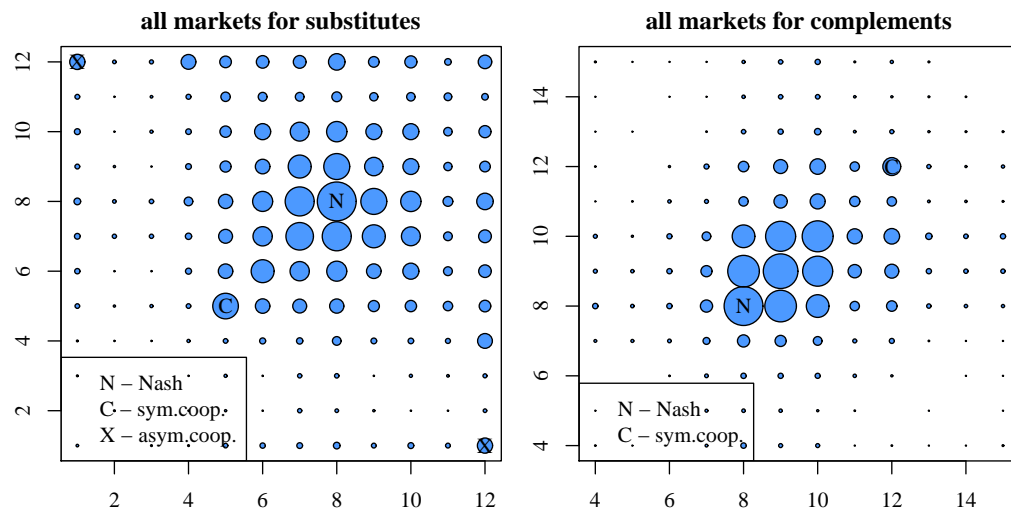 all markets for substitutes
all markets for complements
12
10
8
6
4
2
X
N
C
X
N – Nash
C – sym.coop.
X – asym.coop.
2
4
6
8
10
12
14
12
10
8
6
4
C
N
N – Nash
C – sym.coop.
4
6
8
10
12
14